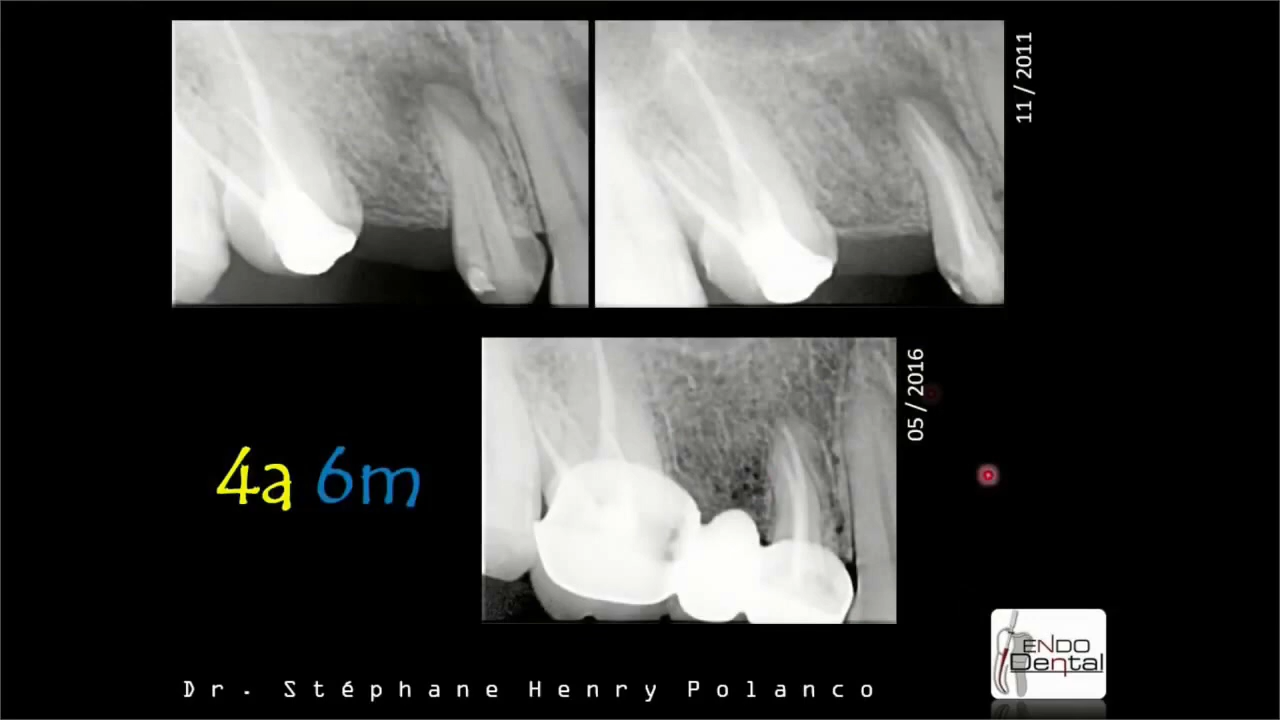 11 / 2011
05 / 2016
4a 6m
ENDO
Dental
Dr. Stéphane Henry Polanco